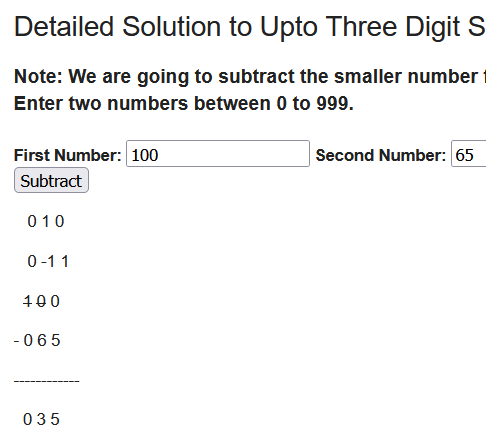 Detailed Solution to Upto Three Digit S
Note: We are going to subtract the smaller number f
Enter two numbers between 0 to 999.
First Number: 100 Second Number: 65
Subtract
0 1 0
0 -1 1
1 0 0
- 0 6 5
------------
0 3 5